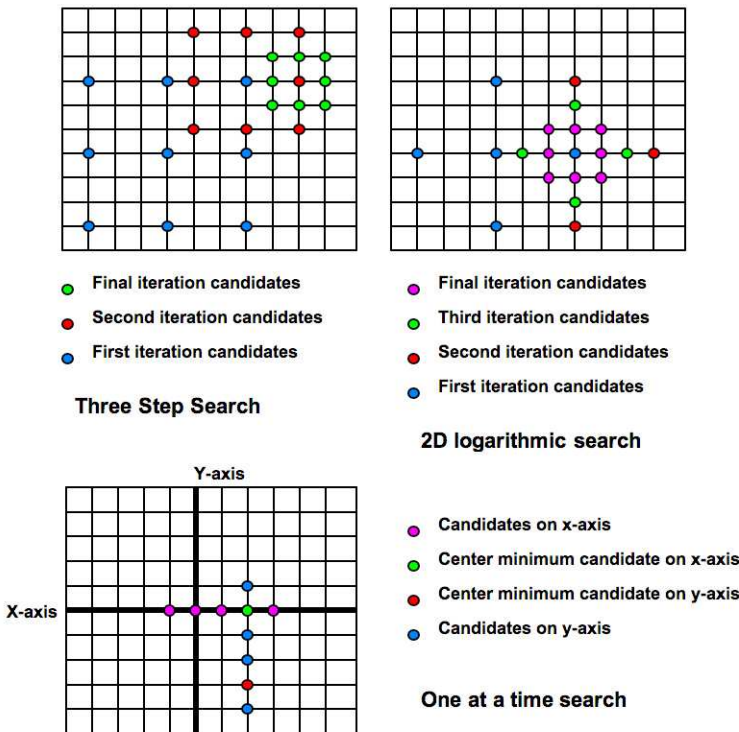 Final iteration candidates
Second iteration candidates
First iteration candidates
Three Step Search
Final iteration candidates
Third iteration candidates
Second iteration candidates
First iteration candidates
2D logarithmic search
Y-axis
X-axis
Candidates on x-axis
Center minimum candidate on x-axis
Center minimum candidate on y-axis
Candidates on y-axis
One at a time search